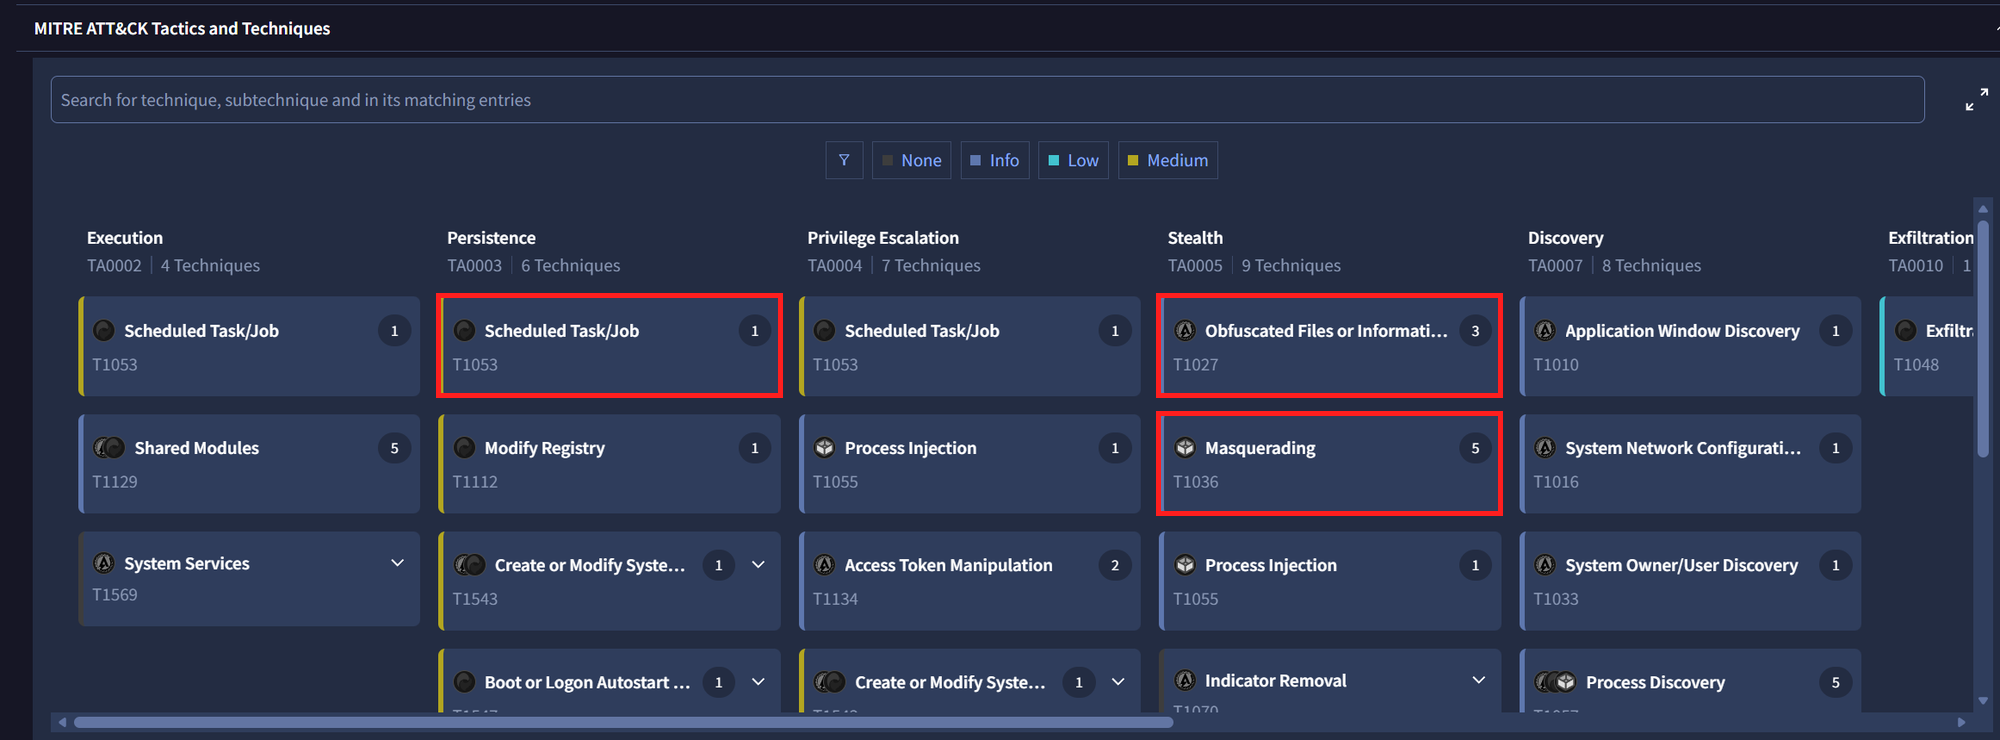 MITRE ATT&CK Tactics and Techniques
Search for technique, subtechnique and in its matching entries
None
Info
Low
Medium
Execution
TA0002 | 4 Techniques
Scheduled Task/Job 1
T1053
Shared Modules 5
T1129
System Services
T1569
Persistence
TA0003 | 6 Techniques
Scheduled Task/Job 1
T1053
Modify Registry 1
T1112
Create or Modify Syste... 1
T1543
Boot or Logon Autostart ... 1
Privilege Escalation
TA0004 | 7 Techniques
Scheduled Task/Job 1
T1053
Process Injection 1
T1055
Access Token Manipulation 2
T1134
Create or Modify Syste... 1
Stealth
TA0005 | 9 Techniques
Obfuscated Files or Informati... 3
T1027
Masquerading 5
T1036
Process Injection 1
T1055
Indicator Removal
T1070
Discovery
TA0007 | 8 Techniques
Application Window Discovery 1
T1010
System Network Configurati... 1
T1016
System Owner/User Discovery 1
T1033
Process Discovery 5
Exfiltration
TA0010 | 1
Exfiltr
T1048